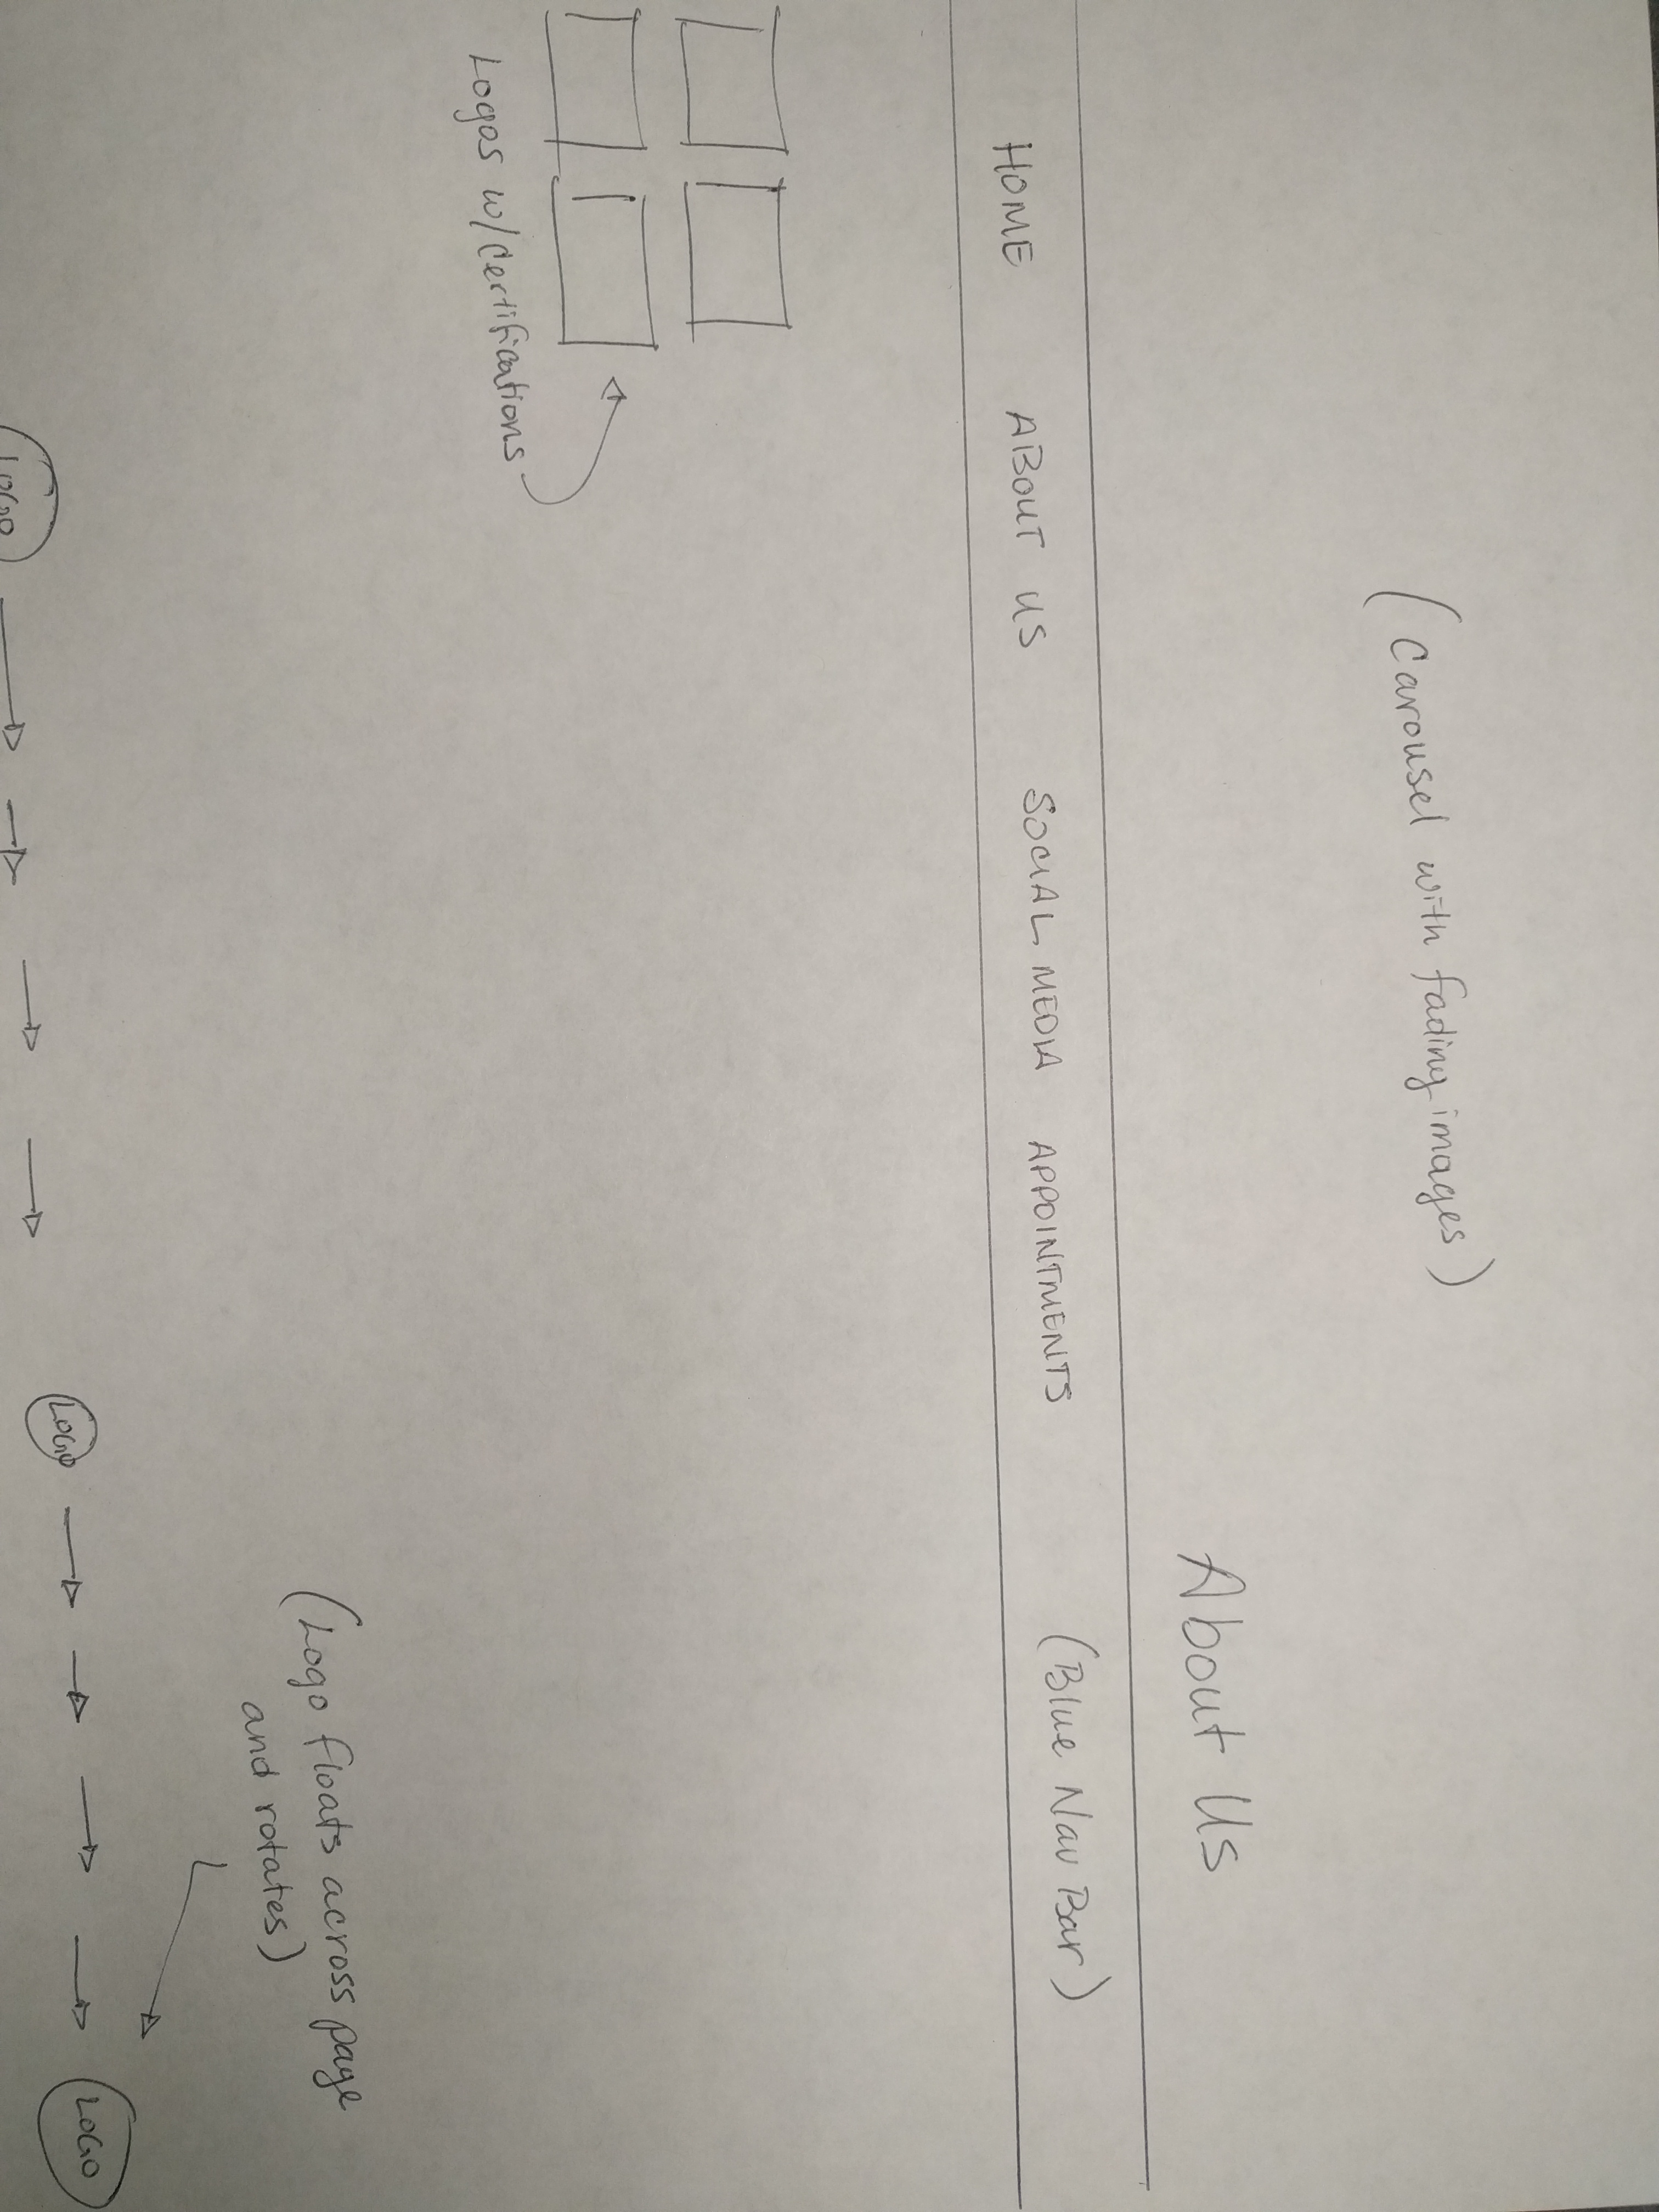 (Carousel with fading images)
About Us
HOME ABOUT US SOCIAL MEDIA APPOINTMENTS (Blue Nav Bar)
Logos w/certifications
(Logo floats across page
and rotates)
LOGO
LOGO
LOGO